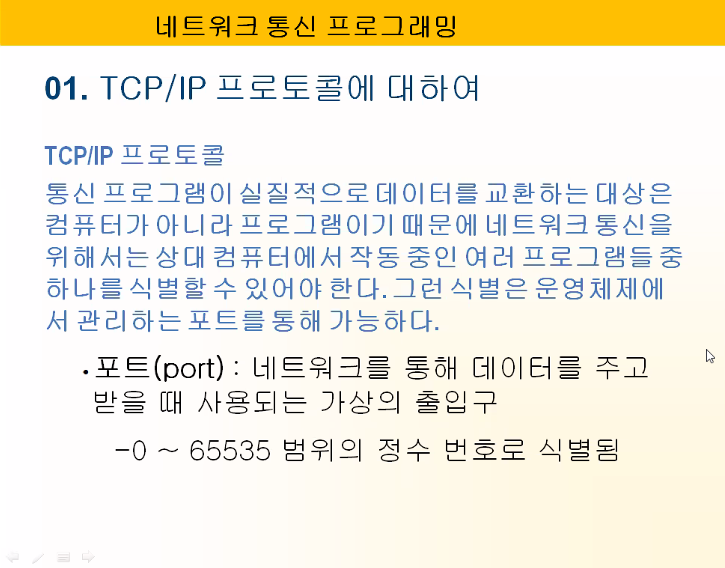 네트워크 통신 프로그래밍
01. TCP/IP 프로토콜에 대하여
TCP/IP 프로토콜
통신 프로그램이 실질적으로 데이터를 교환하는 대상은
컴퓨터가 아니라 프로그램이기 때문에 네트워크 통신을
위해서는 상대 컴퓨터에서 작동 중인 여러 프로그램들 중
하나를 식별할 수 있어야 한다. 그런 식별은 운영체제에
서 관리하는 포트를 통해 가능하다.
• 포트(port) : 네트워크를 통해 데이터를 주고
받을 때 사용되는 가상의 출입구
-0 ~ 65535 범위의 정수 번호로 식별됨